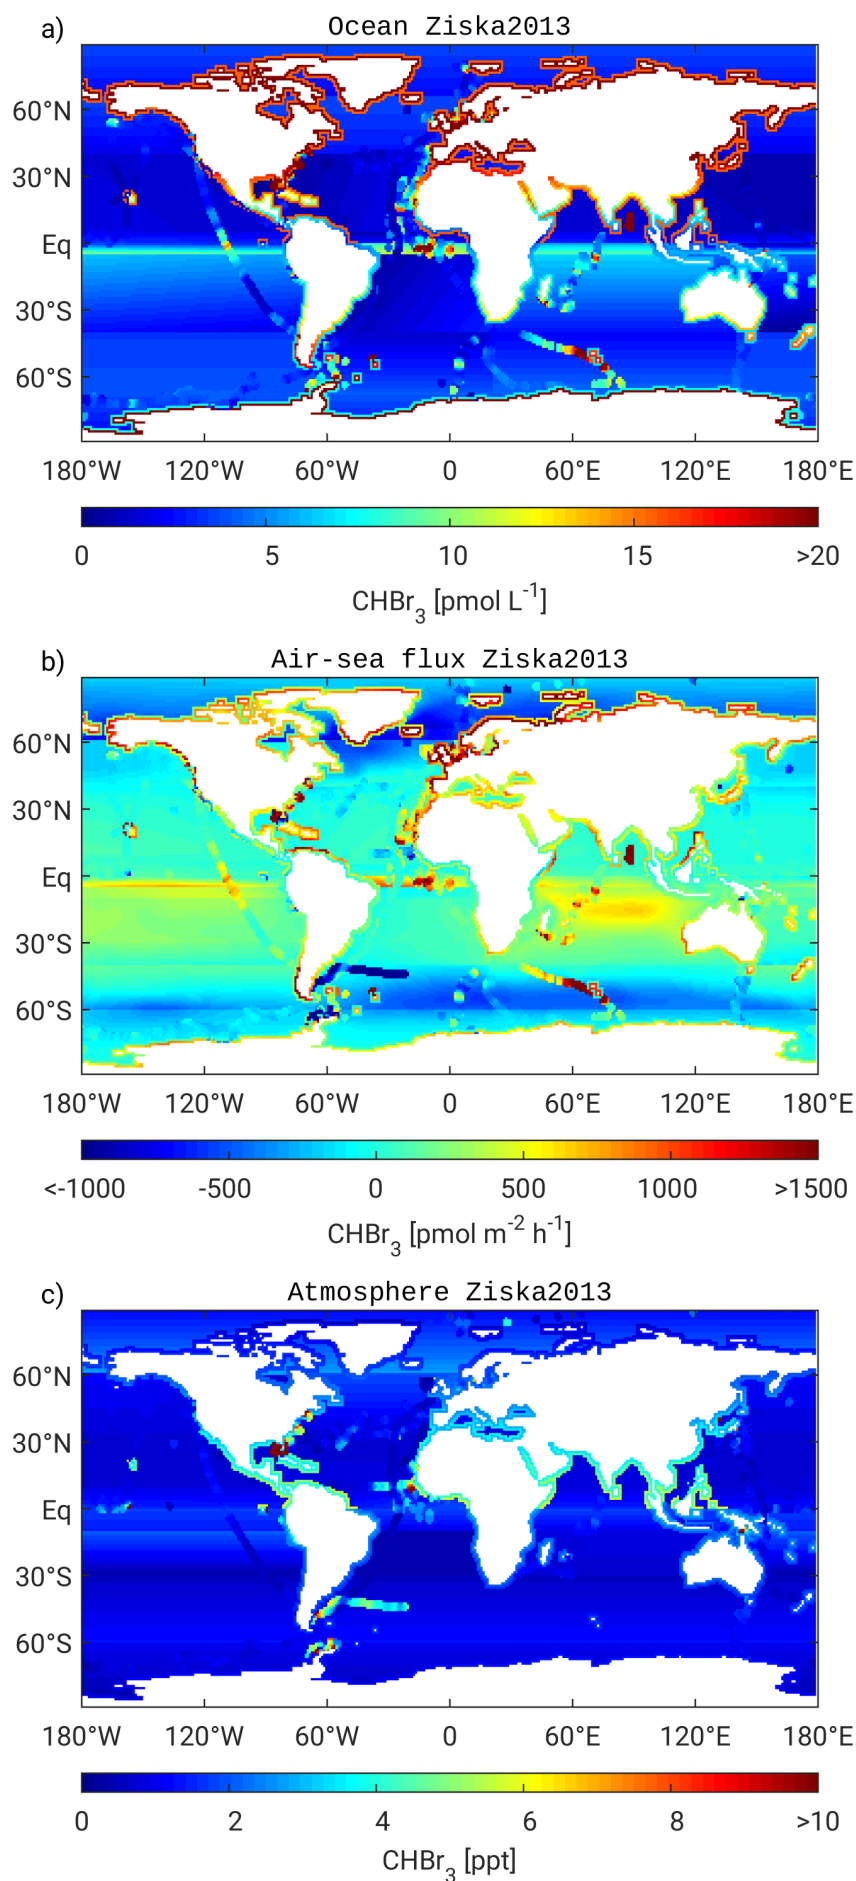 a) Ocean Ziska2013
60°N
30°N
Eq
30°S
60°S
180°W 120°W 60°W 0 60°E 120°E 180°E
0 5 10 15 >20
CHBr3 [pmol L-1]
b) Air-sea flux Ziska2013
60°N
30°N
Eq
30°S
60°S
180°W 120°W 60°W 0 60°E 120°E 180°E
<-1000 -500 0 500 1000 >1500
CHBr3 [pmol m-2 h-1]
c) Atmosphere Ziska2013
60°N
30°N
Eq
30°S
60°S
180°W 120°W 60°W 0 60°E 120°E 180°E
0 2 4 6 8 >10
CHBr3 [ppt]